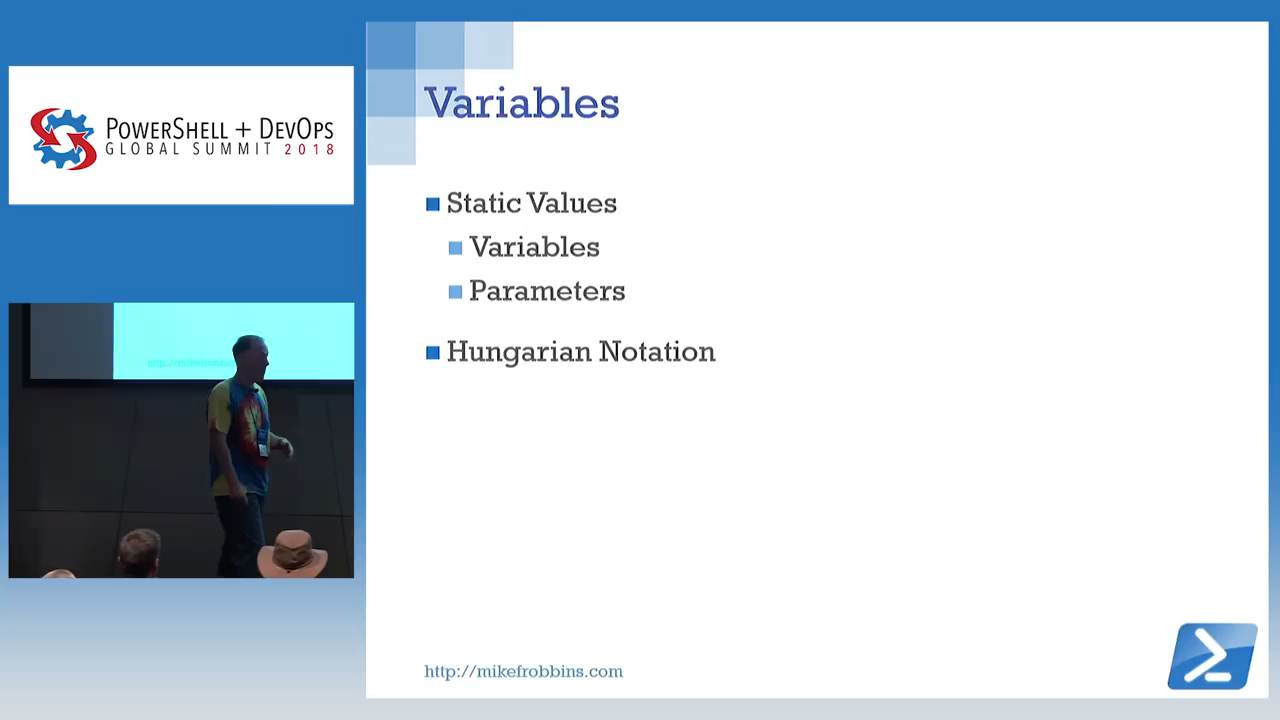 POWERSHELL + DEVOPS
GLOBAL SUMMIT 2018
Variables
Static Values
Variables
Parameters
Hungarian Notation
http://mikefrobbins.com